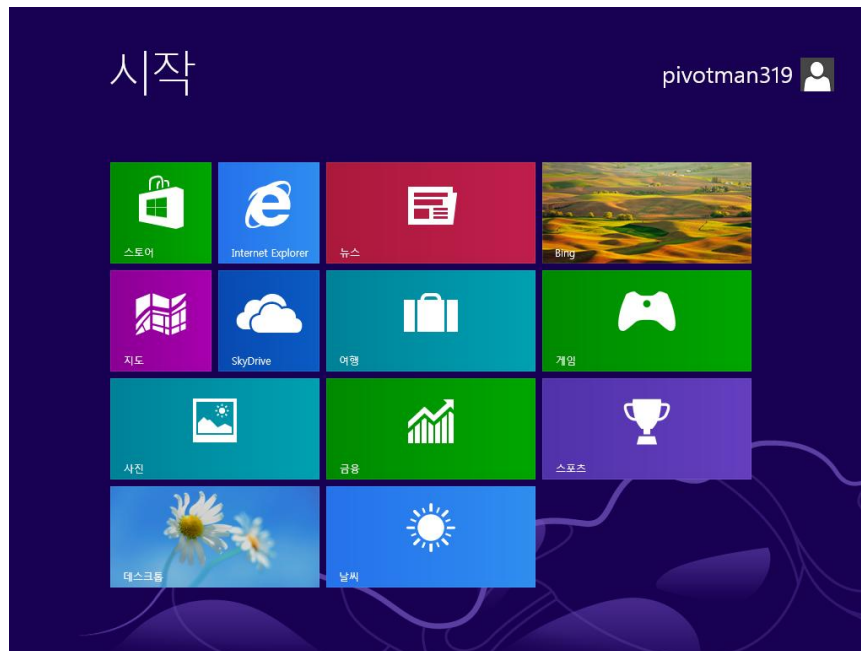 시작
pivotman319
스토어
Internet Explorer
뉴스
Bing
지도
SkyDrive
여행
게임
사진
금융
스포츠
데스크톱
날씨